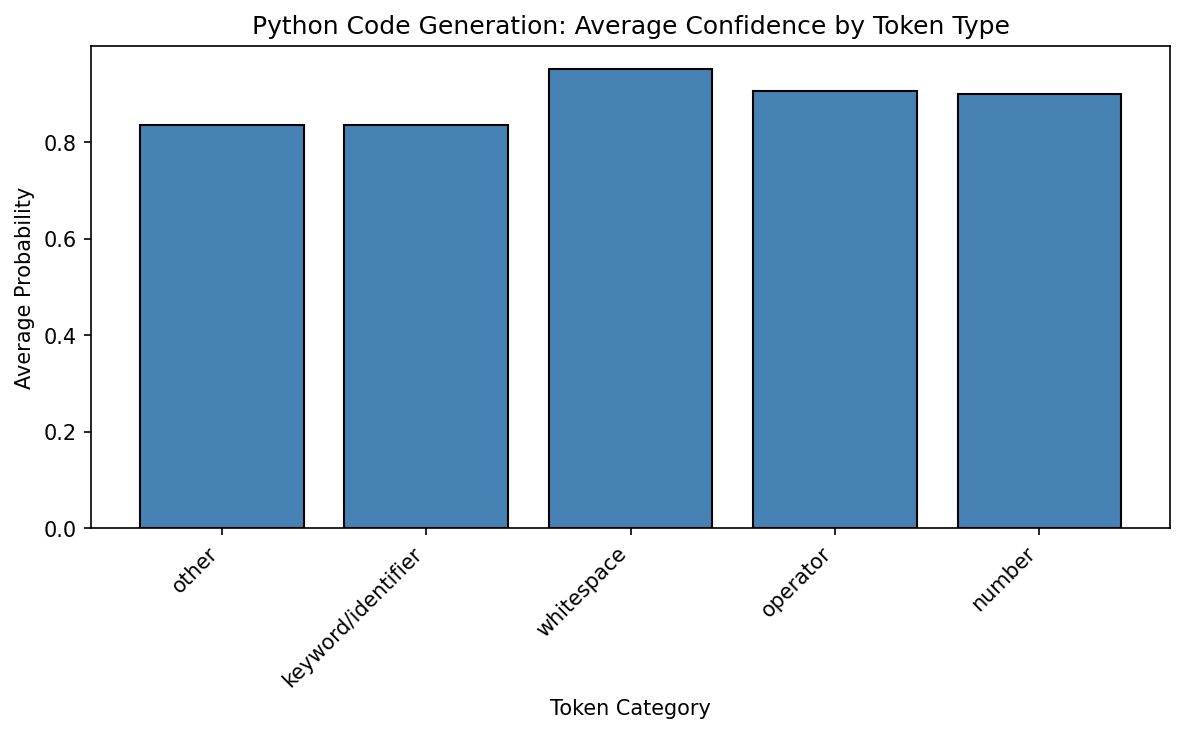 Python Code Generation: Average Confidence by Token Type
Average Probability
0.8
0.6
0.4
0.2
0.0
other
keyword/identifier
whitespace
operator
number
Token Category